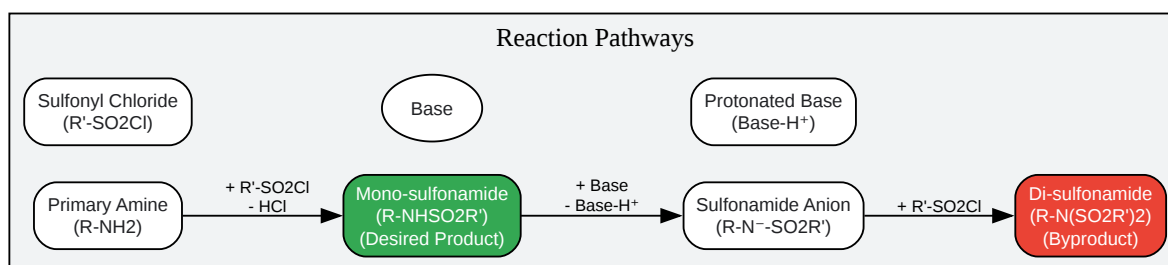 Reaction Pathways
Sulfonyl Chloride
(R'-SO2Cl)
Base
Protonated Base
(Base-H⁺)
Primary Amine
(R-NH2)
+ R'-SO2Cl
- HCl
Mono-sulfonamide
(R-NHSO2R')
(Desired Product)
+ Base
- Base-H⁺
Sulfonamide Anion
(R-N⁻-SO2R')
+ R'-SO2Cl
Di-sulfonamide
(R-N(SO2R')2)
(Byproduct)